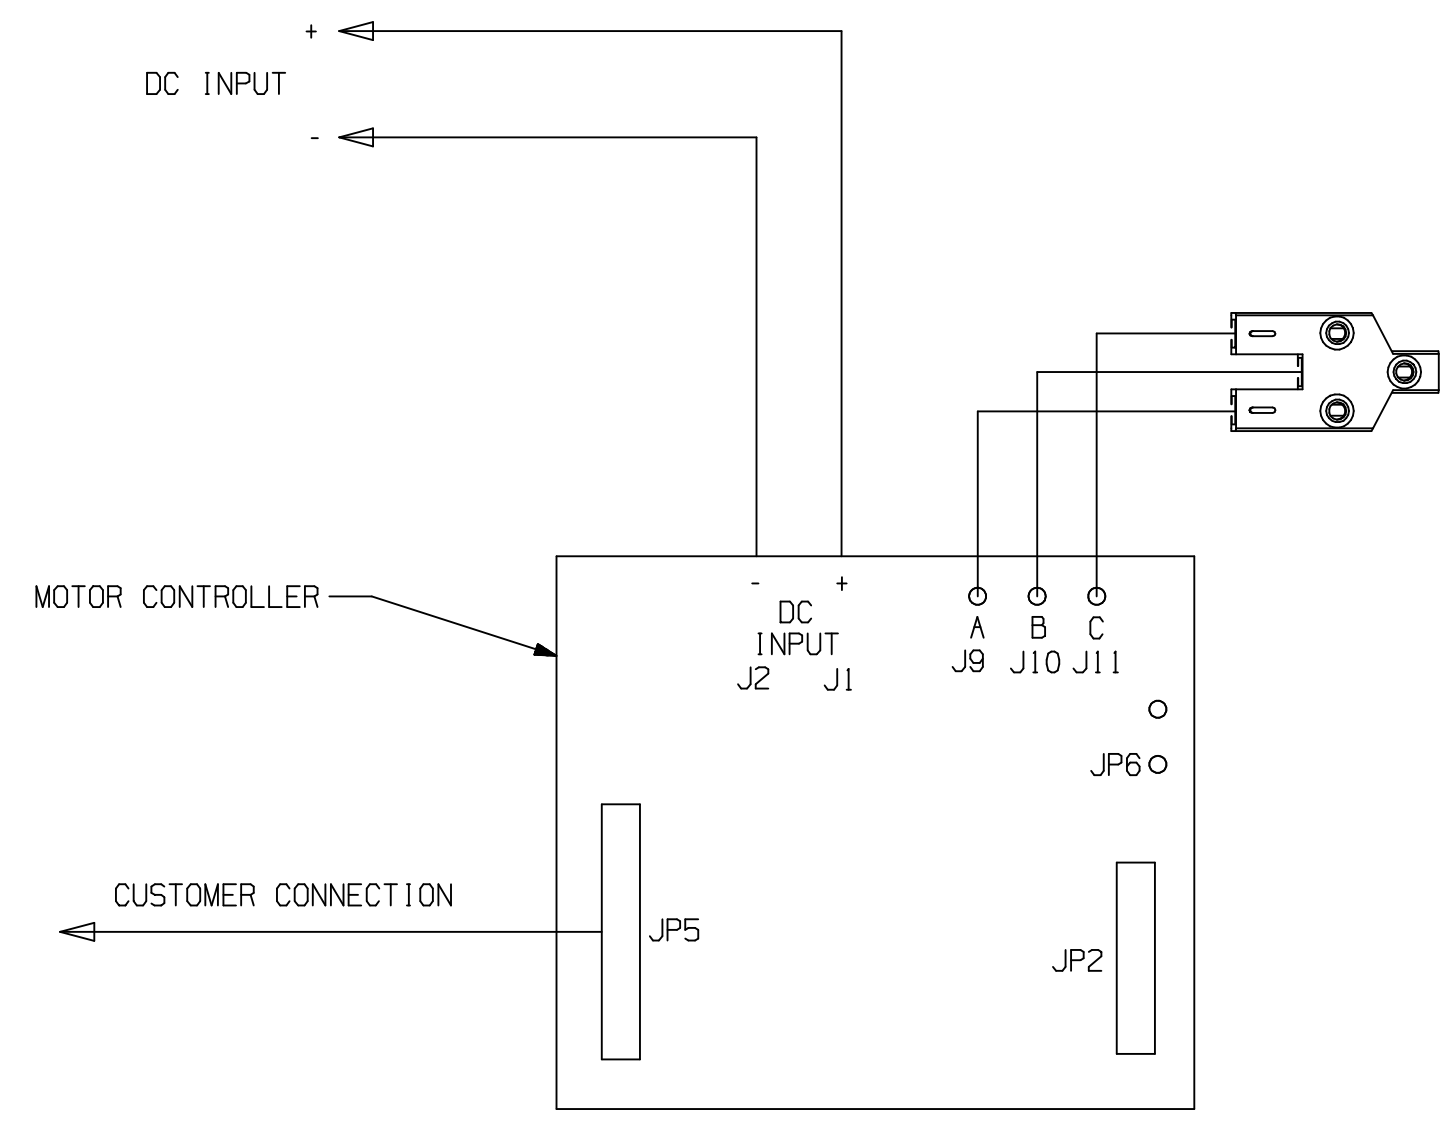 +
DC INPUT
-
MOTOR CONTROLLER
- +
DC
INPUT
J2 J1
A B C
J9 J10 J11
JP6
CUSTOMER CONNECTION
JP5
JP2